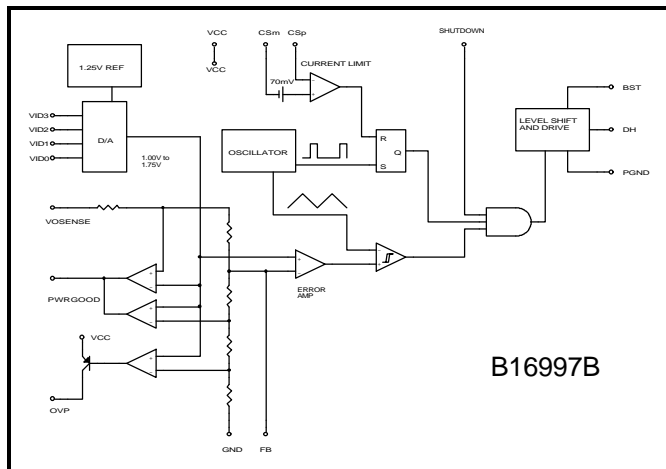 VCC
CSm
CSp
SHUTDOWN
1.25V REF
VCC
CURRENT LIMIT
70mV
-
+
BST
VID3
VID2
VID1
VID0
D/A
LEVEL SHIFT
AND DRIVE
DH
R
Q
S
OSCILLATOR
1.00V to
1.75V
PGND
VOSENSE
-
+
+
-
ERROR
AMP
+
-
PWRGOOD
+
-
VCC
+
-
B16997B
OVP
GND
FB